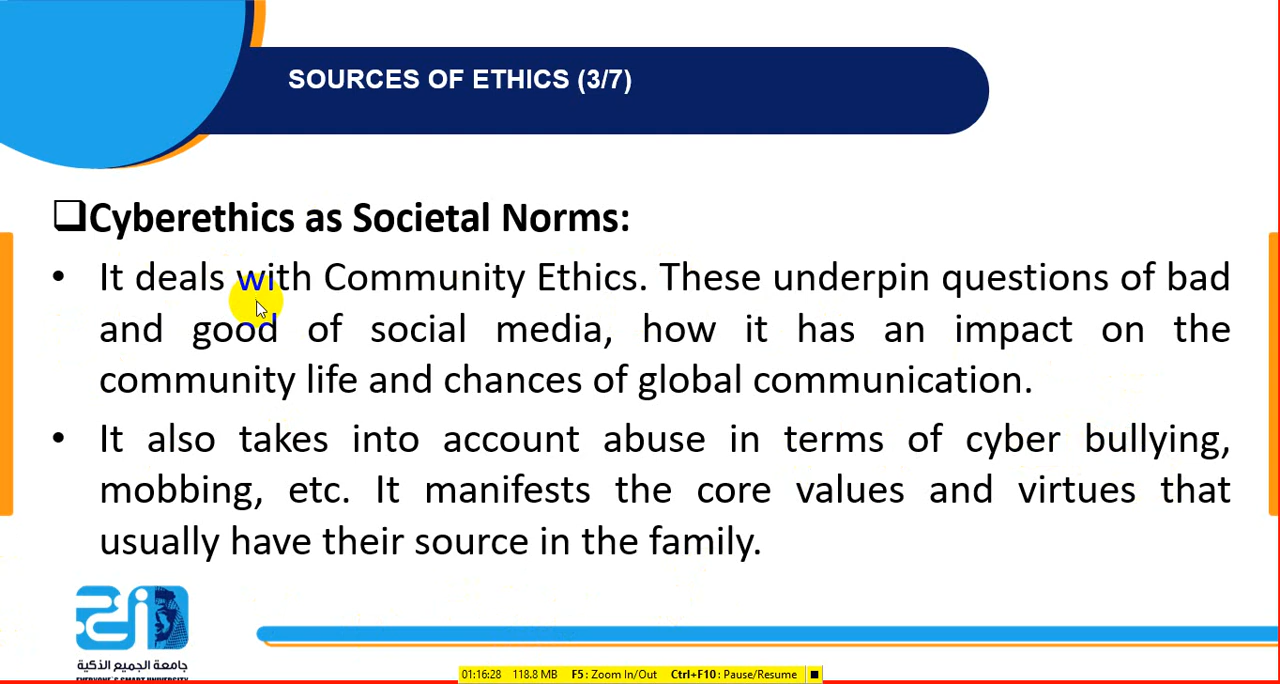 SOURCES OF ETHICS (3/7)
❑Cyberethics as Societal Norms:
• It deals with Community Ethics. These underpin questions of bad
and good of social media, how it has an impact on the
community life and chances of global communication.
• It also takes into account abuse in terms of cyber bullying,
mobbing, etc. It manifests the core values and virtues that
usually have their source in the family.
جامعة الجميع الذكية
EVERYONE'S SMART UNIVERSITY
01:16:28 118.8 MB F5: Zoom In/Out Ctrl+F10: Pause/Resume